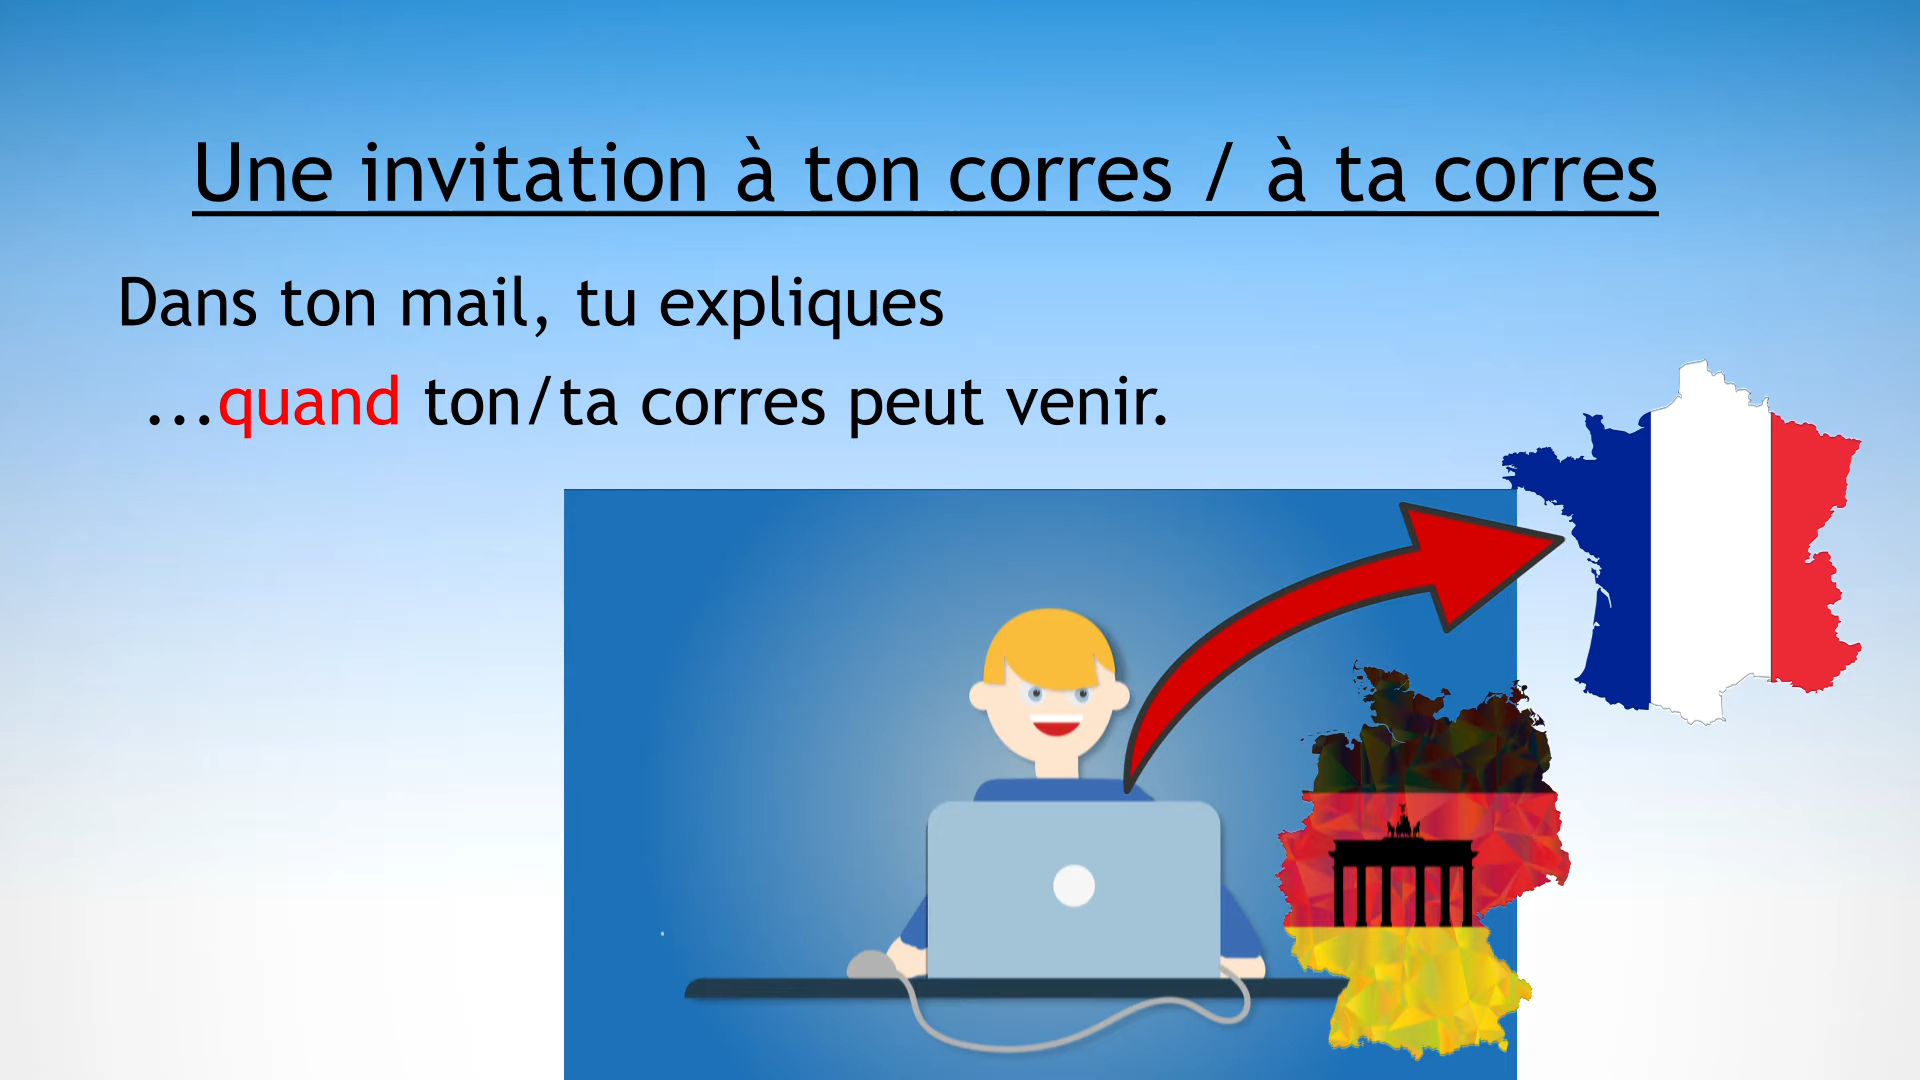 Une invitation à ton corres / à ta corres
Dans ton mail, tu expliques
...quand ton/ta corres peut venir.